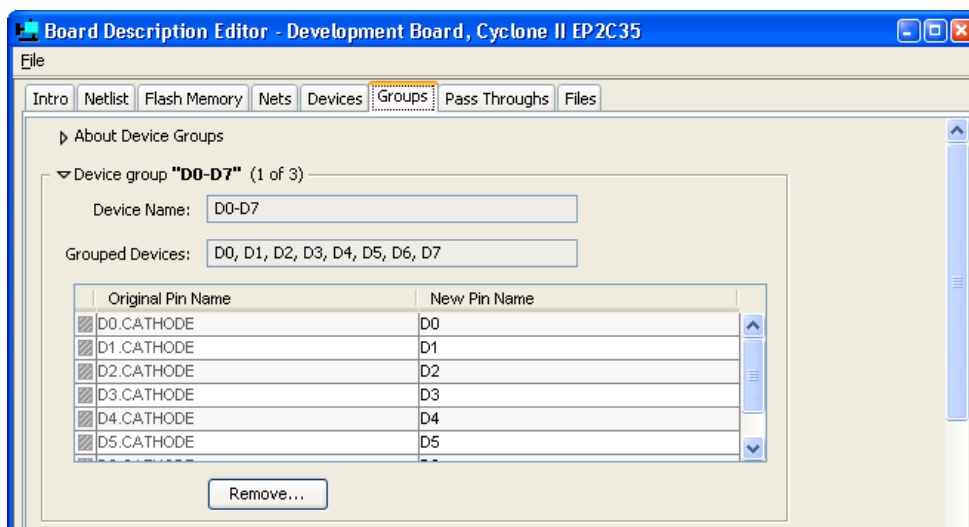 Board Description Editor - Development Board, Cyclone II EP2C35
File
Intro Netlist Flash Memory Nets Devices Groups Pass Throughs Files
About Device Groups
Device group "D0-D7" (1 of 3)
Device Name: D0-D7
Grouped Devices: D0, D1, D2, D3, D4, D5, D6, D7
Original Pin Name New Pin Name
D0.CATHODE D0
D1.CATHODE D1
D2.CATHODE D2
D3.CATHODE D3
D4.CATHODE D4
D5.CATHODE D5
Remove...